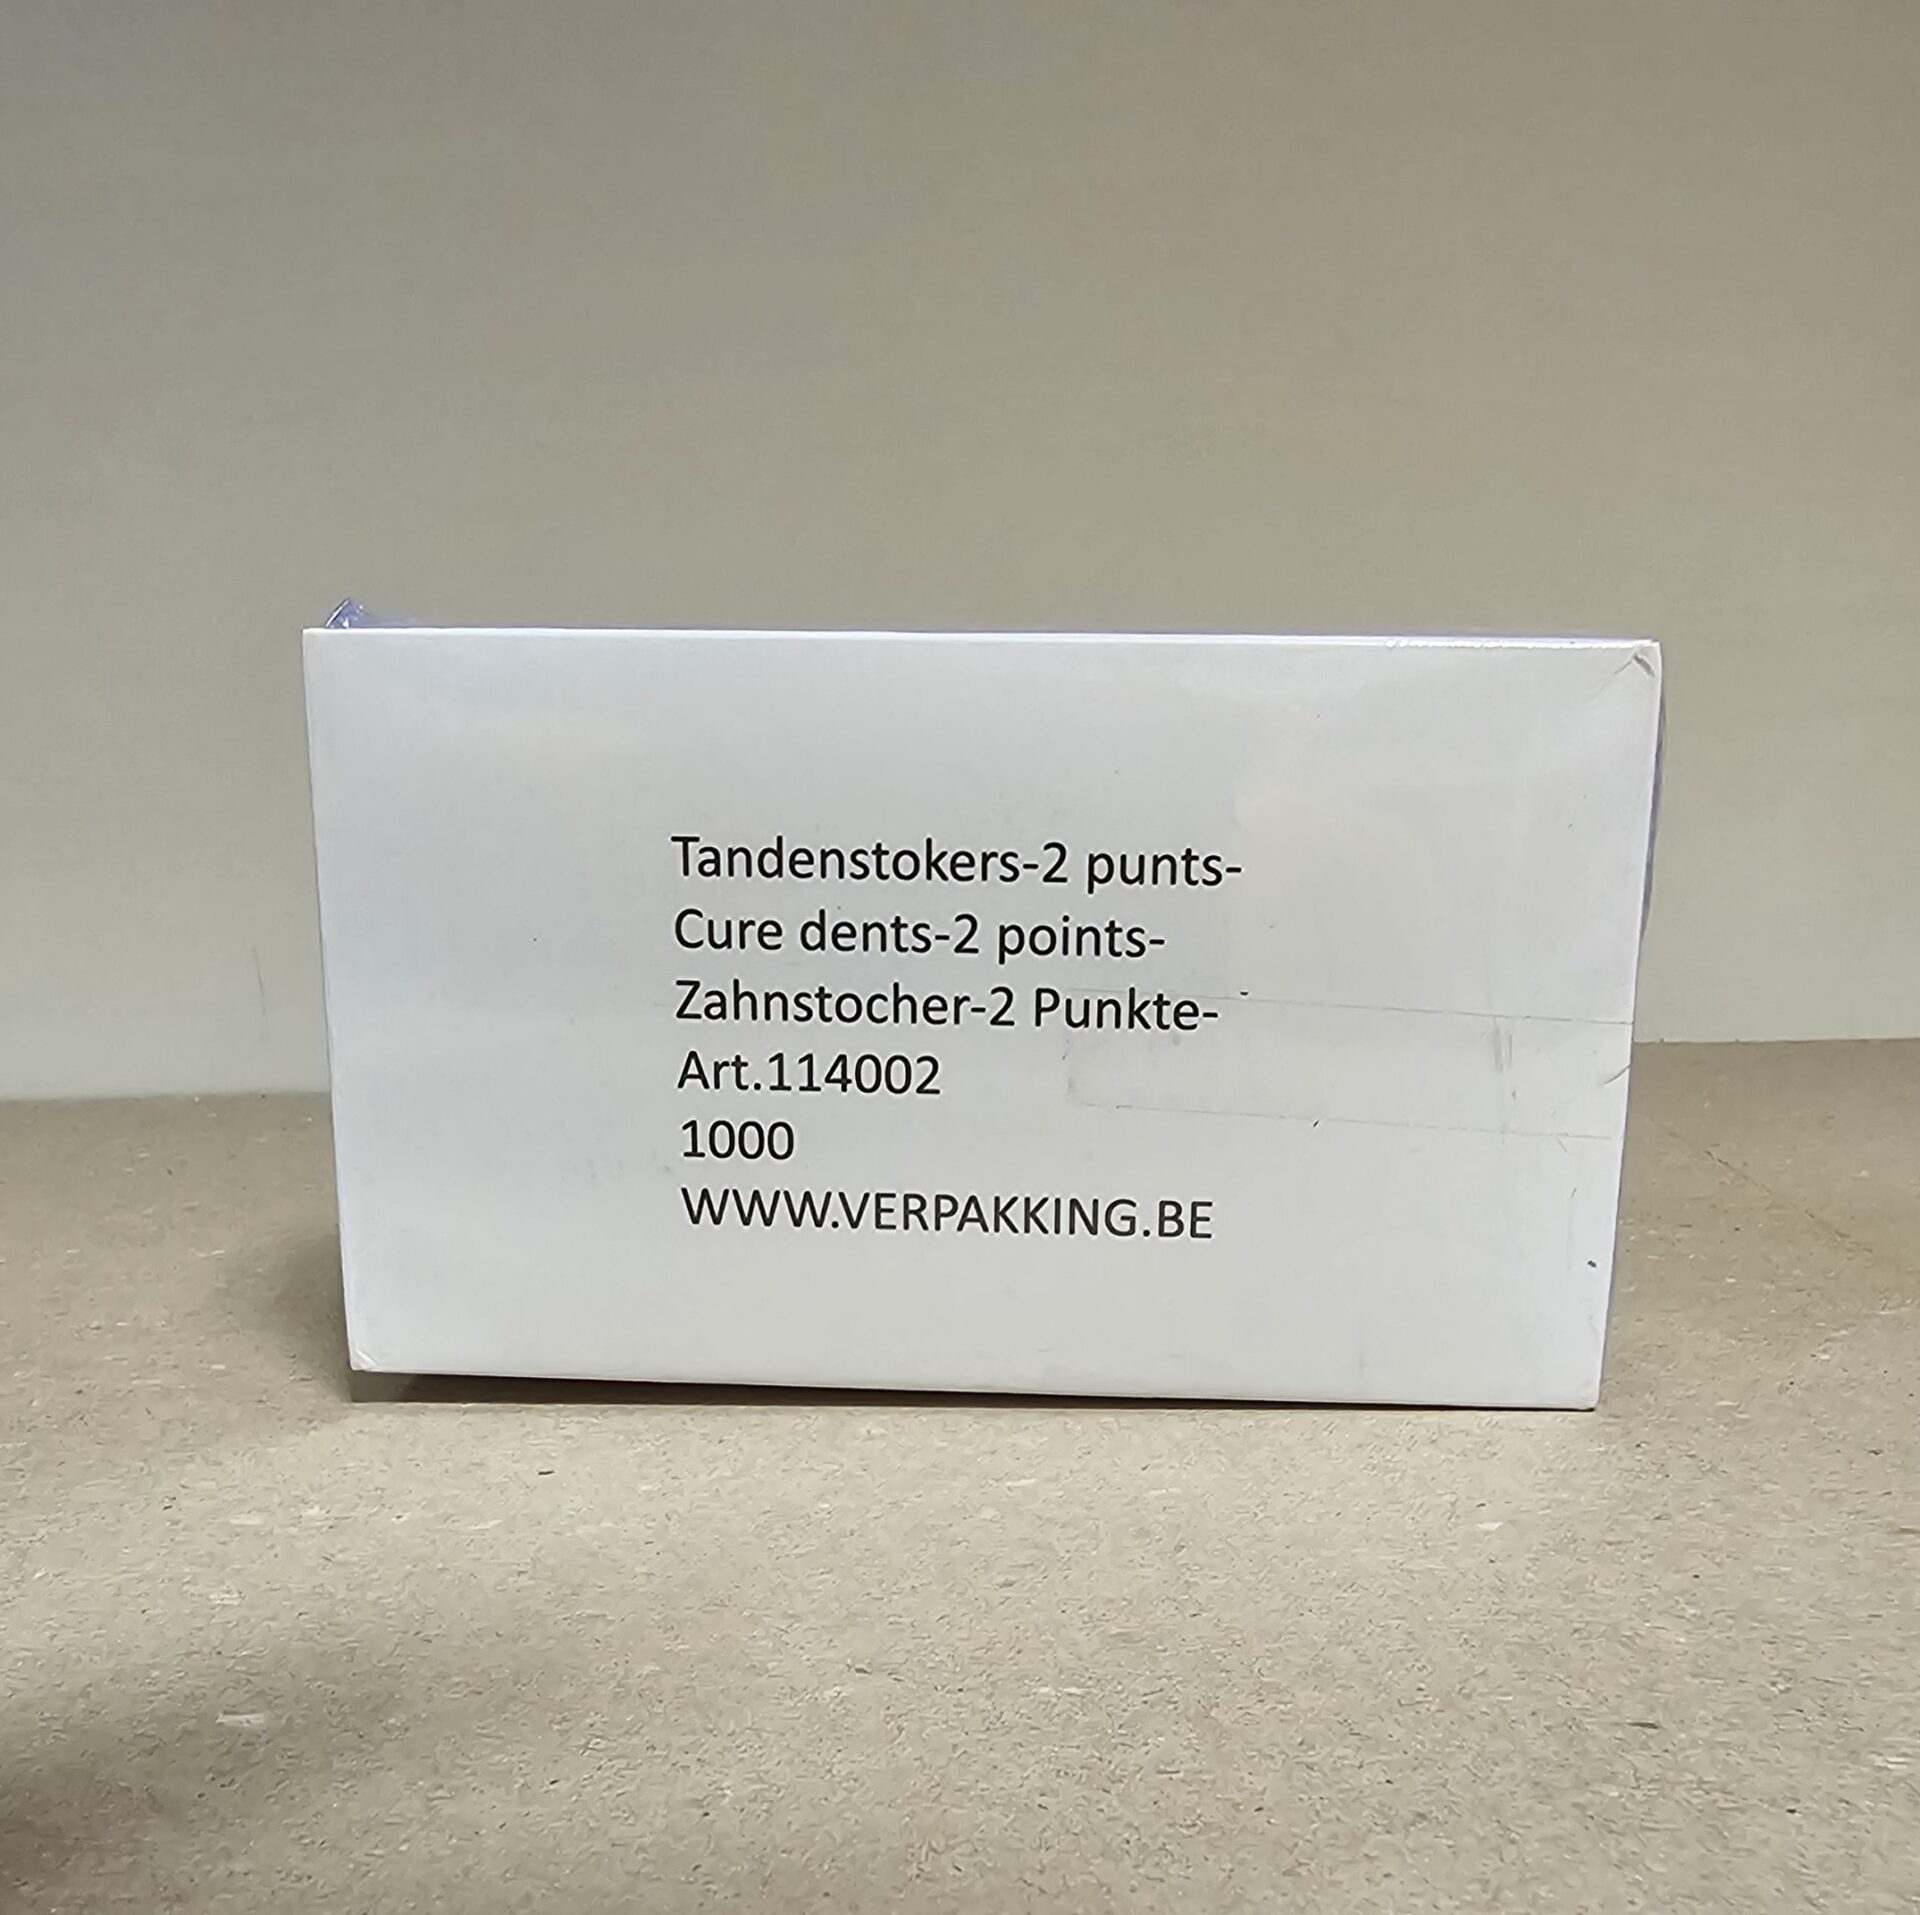 Tandenstokers-2 punts-
Cure dents-2 points-
Zahnstocher-2 Punkte-
Art.114002
1000
WWW.VERPAKKING.BE